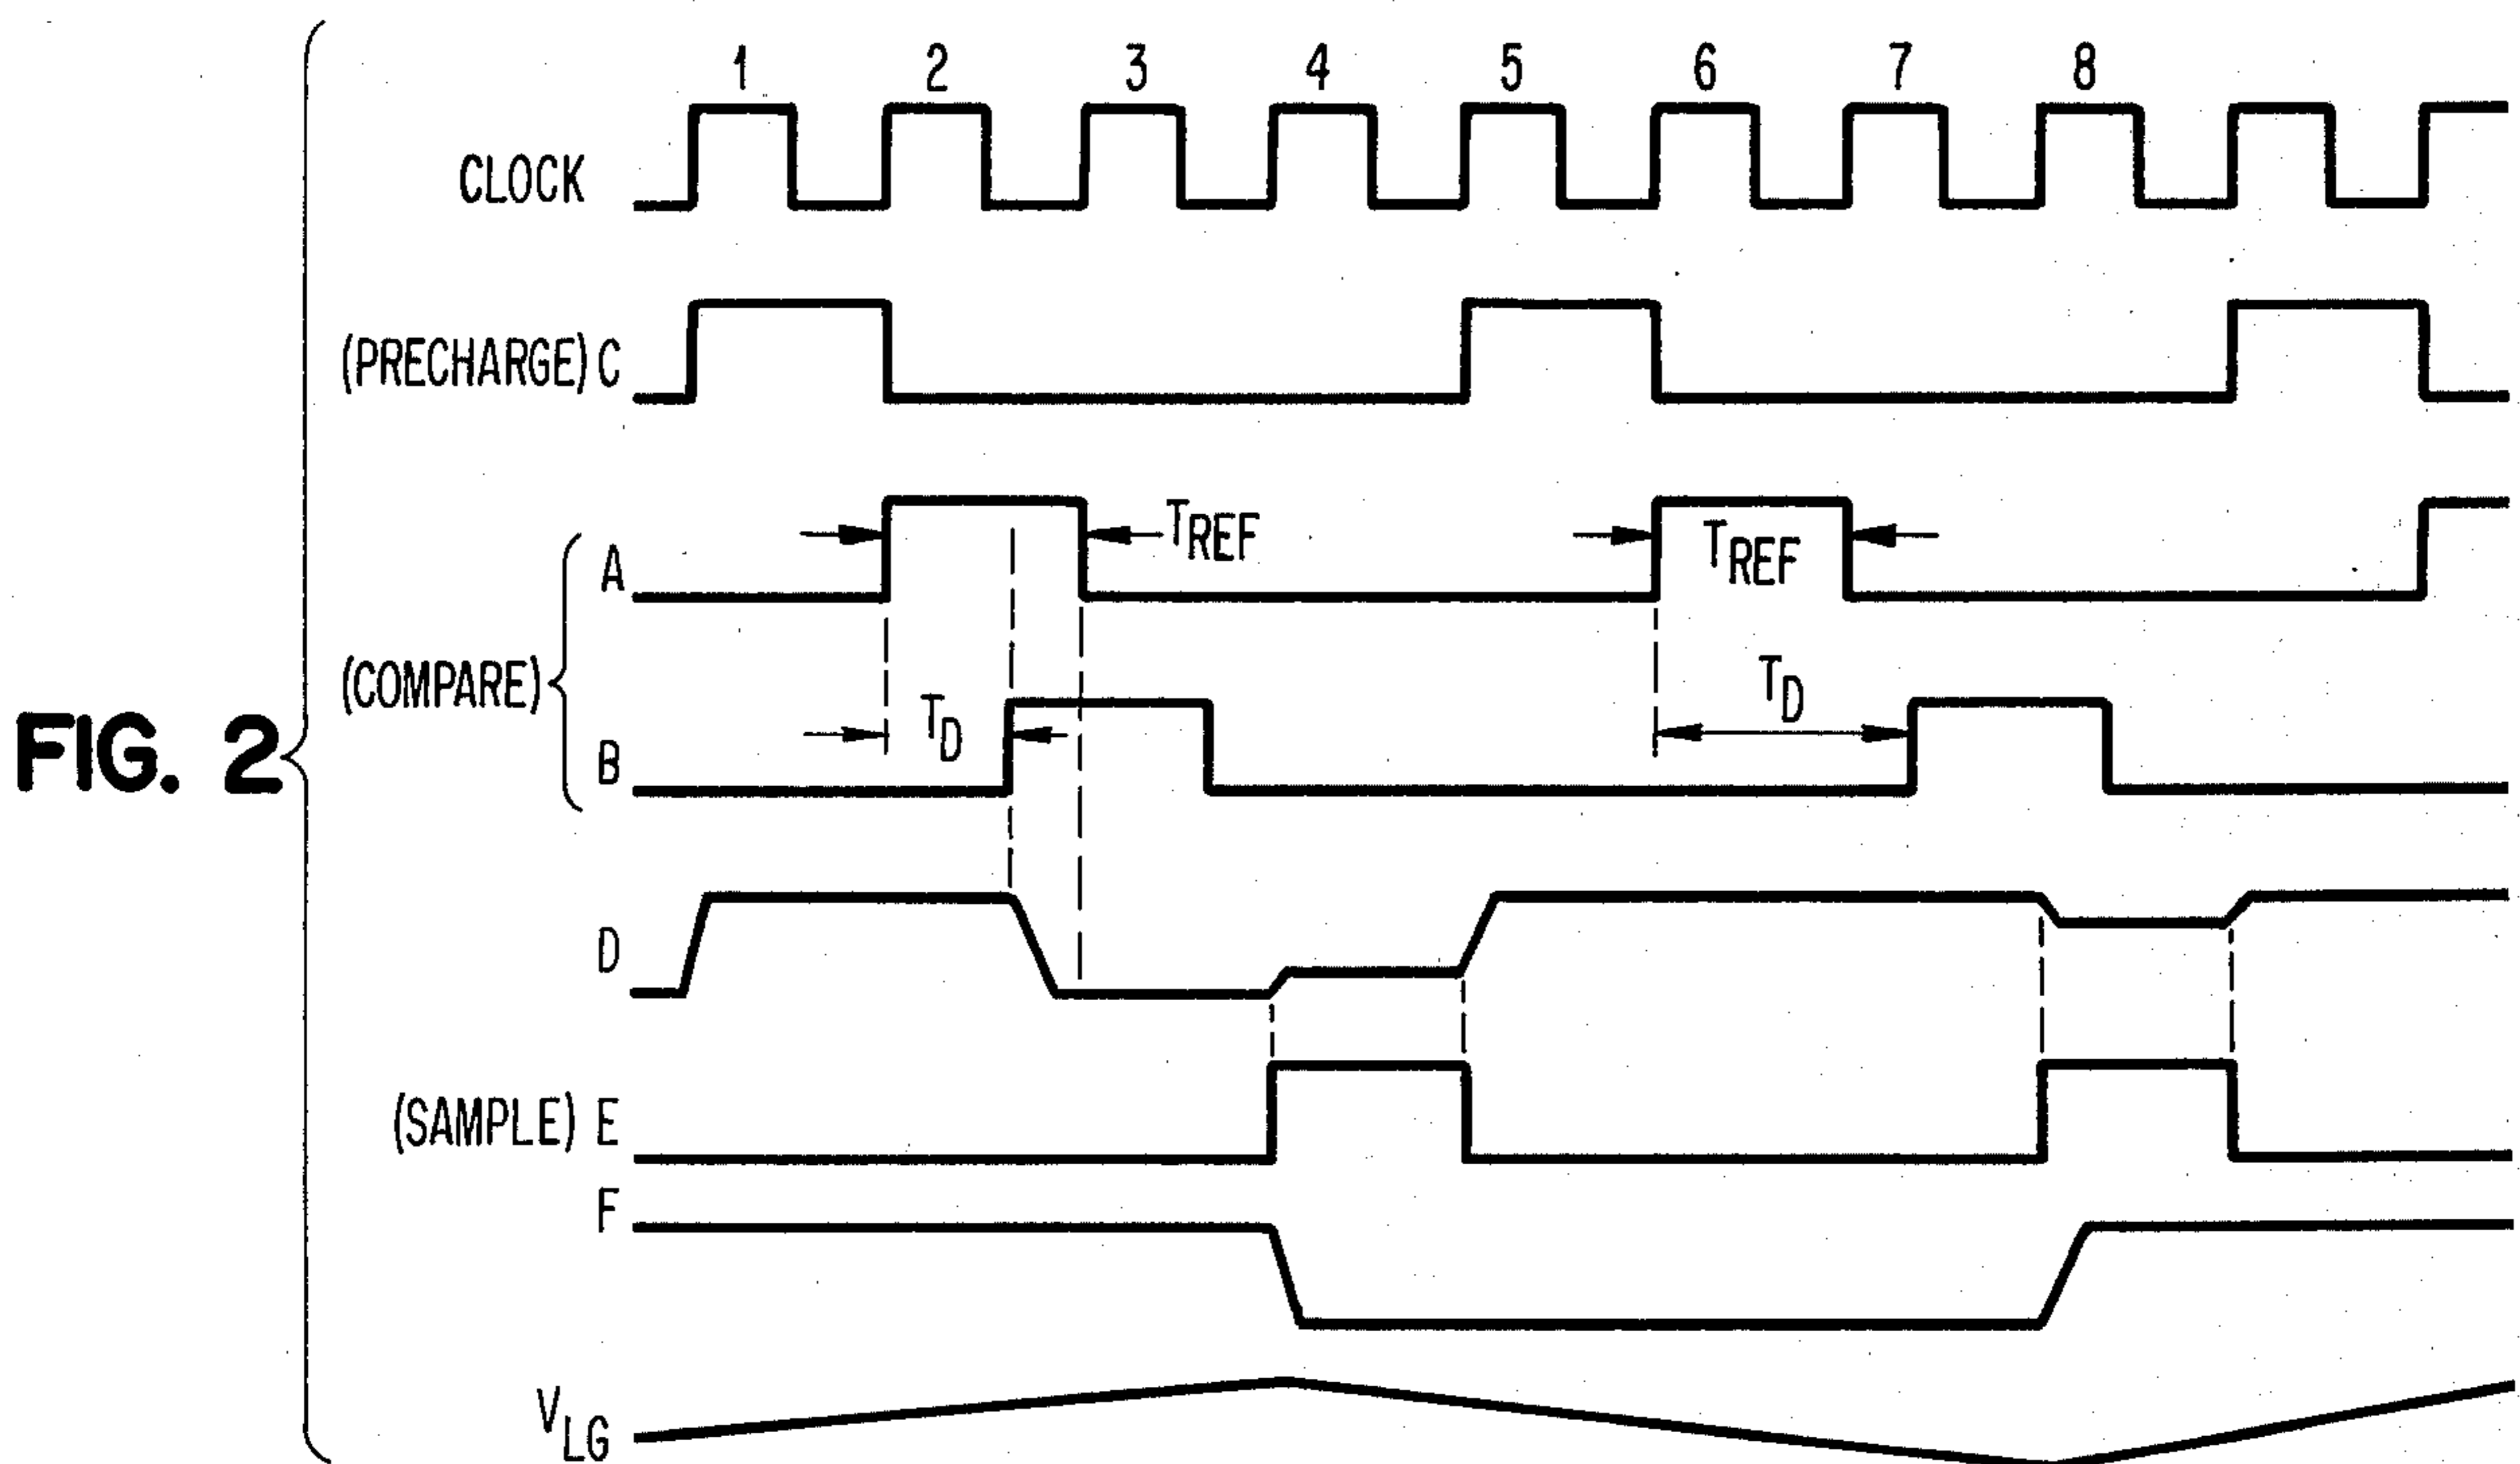 1 2 3 4 5 6 7 8
CLOCK
(PRECHARGE) C
TREF
TREF
A
(COMPARE)
TD
TD
B
FIG. 2
D
(SAMPLE) E
F
VLG